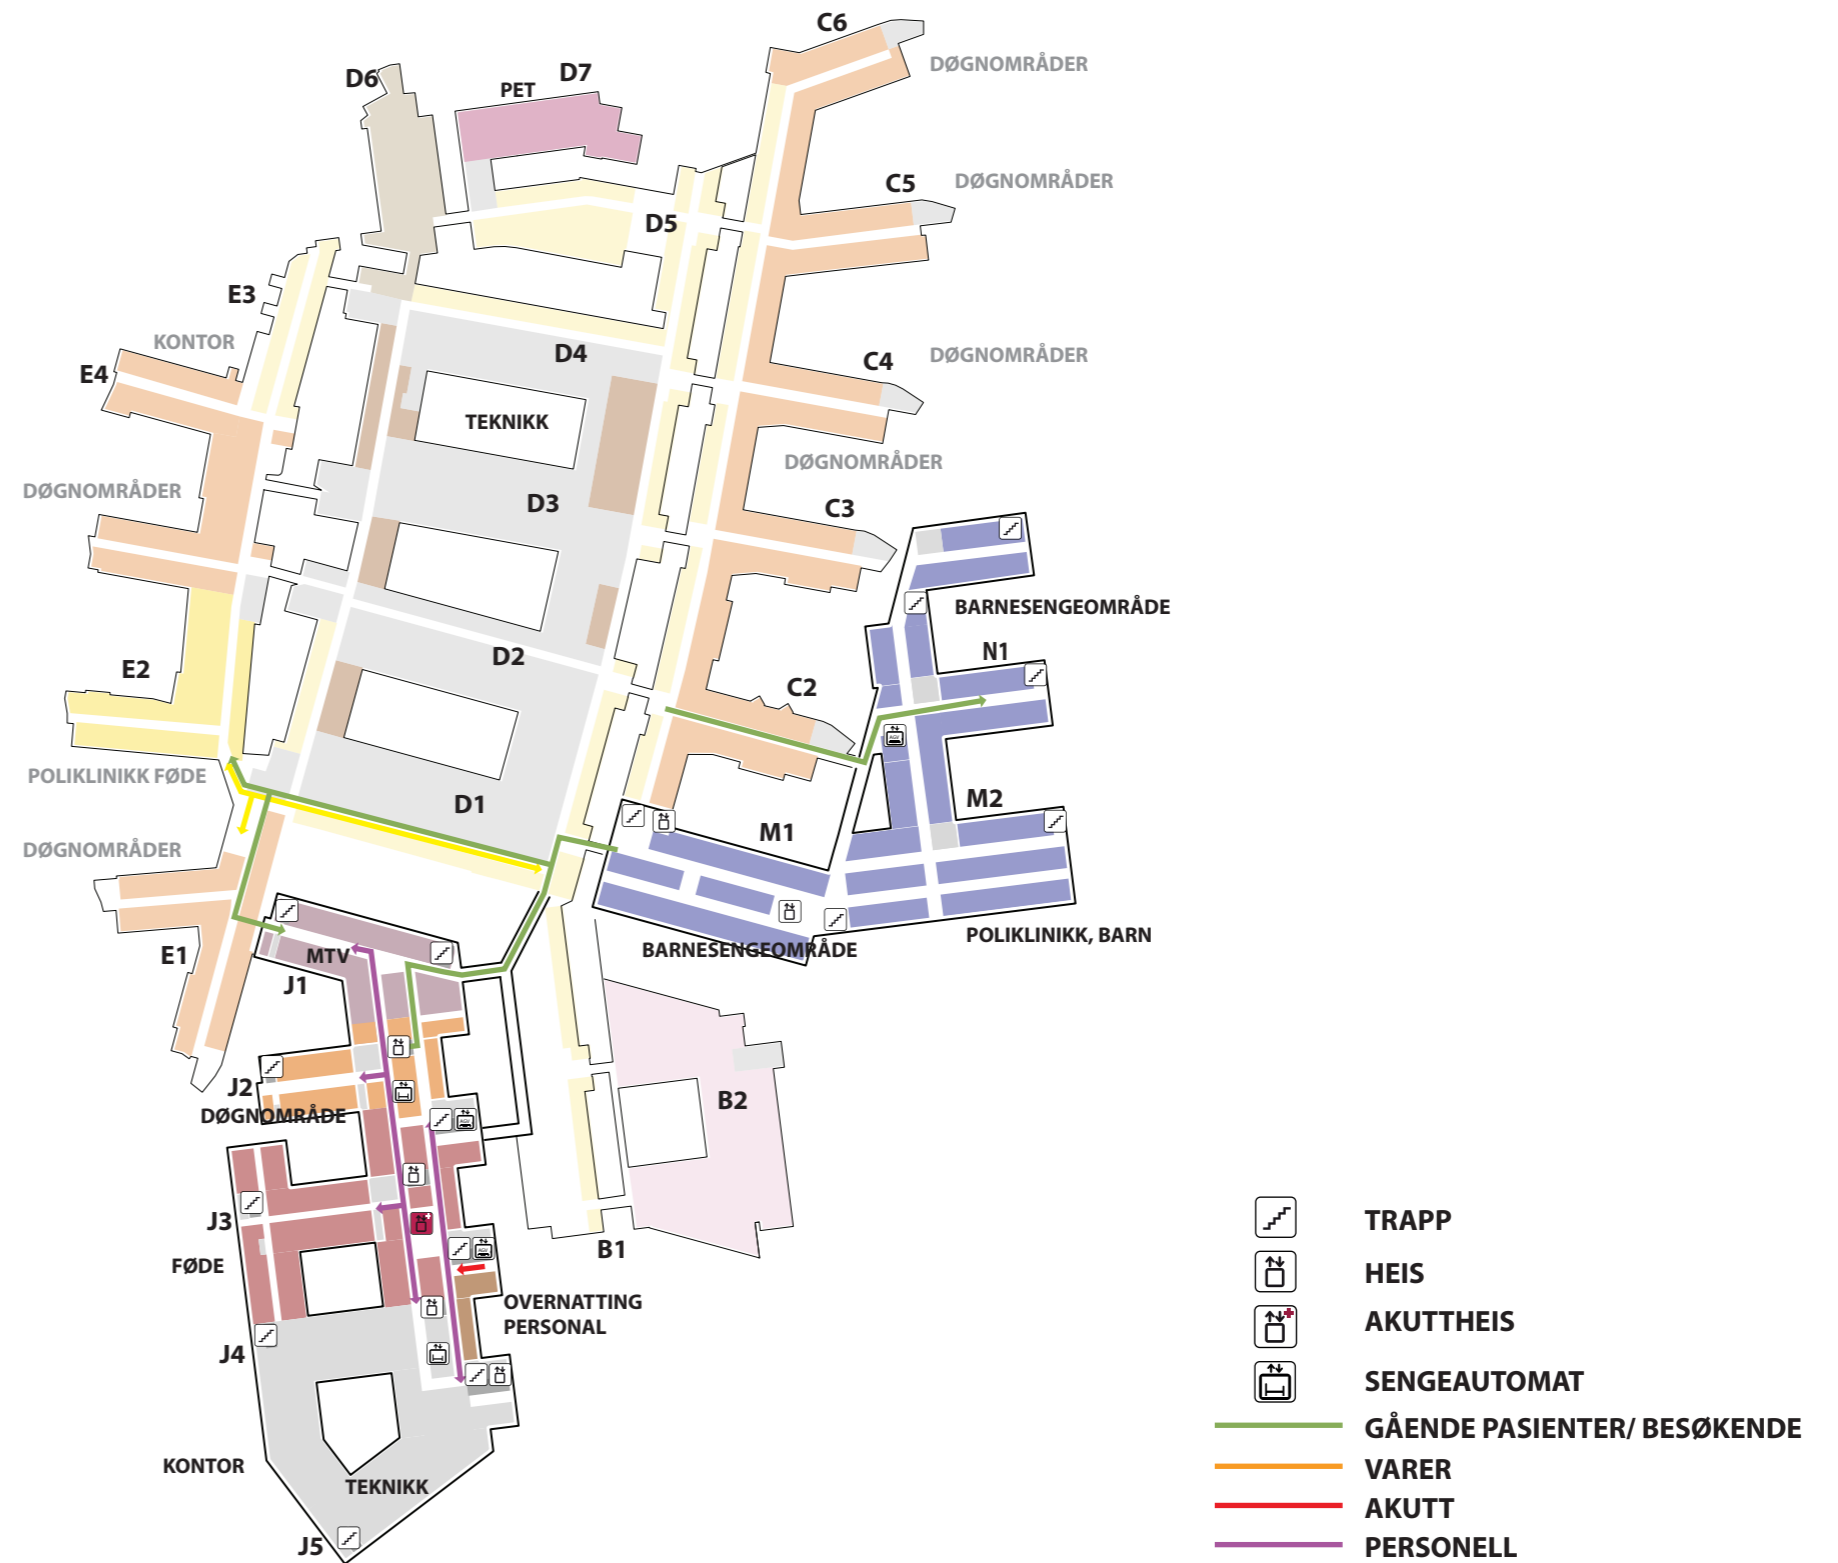 C6
DØGNOMRÅDER
D6
D7
PET
C5
DØGNOMRÅDER
D5
E3
KONTOR
D4
C4
DØGNOMRÅDER
E4
TEKNIKK
DØGNOMRÅDER
DØGNOMRÅDER
D3
C3
BARNESENGEOMRÅDE
N1
D2
E2
C2
POLIKLINIKK FØDE
D1
M2
M1
DØGNOMRÅDER
E1
MTV
BARNESENGEOMRÅDE
POLIKLINIKK, BARN
J1
J2
DØGNOMRÅDE
B2
J3
FØDE
B1
OVERNATTING
PERSONAL
J4
KONTOR
TEKNIKK
J5
TRAPP
HEIS
AKUTTHEIS
SENGEAUTOMAT
GÅENDE PASIENTER/ BESØKENDE
VARER
AKUTT
PERSONELL